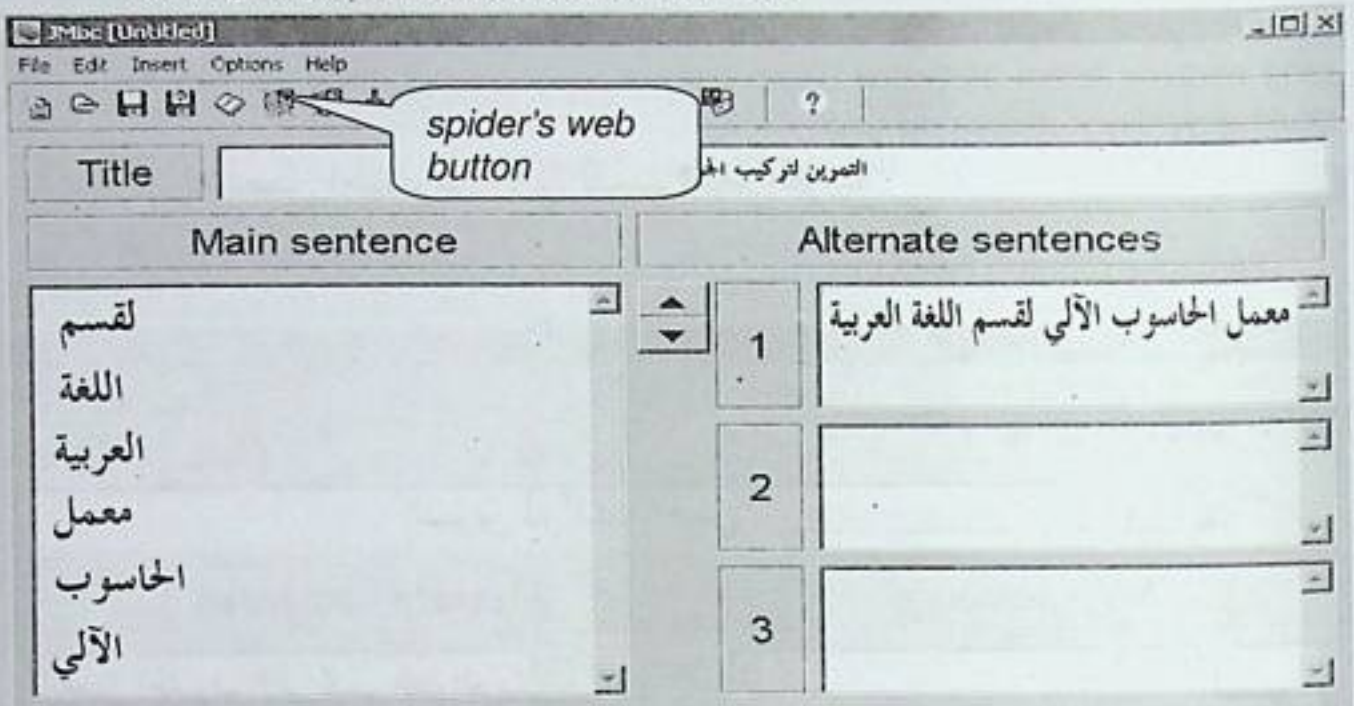 JMbc [Untitled]
File Edit Insert Options Help
?
spider's web
button
Title
التمرين لتركيب
Main sentence
Alternate sentences
لقسم
اللغة
العربية
معمل
الحاسوب
الآلي
1
معمل الحاسوب الآلي لقسم اللغة العربية
2
3